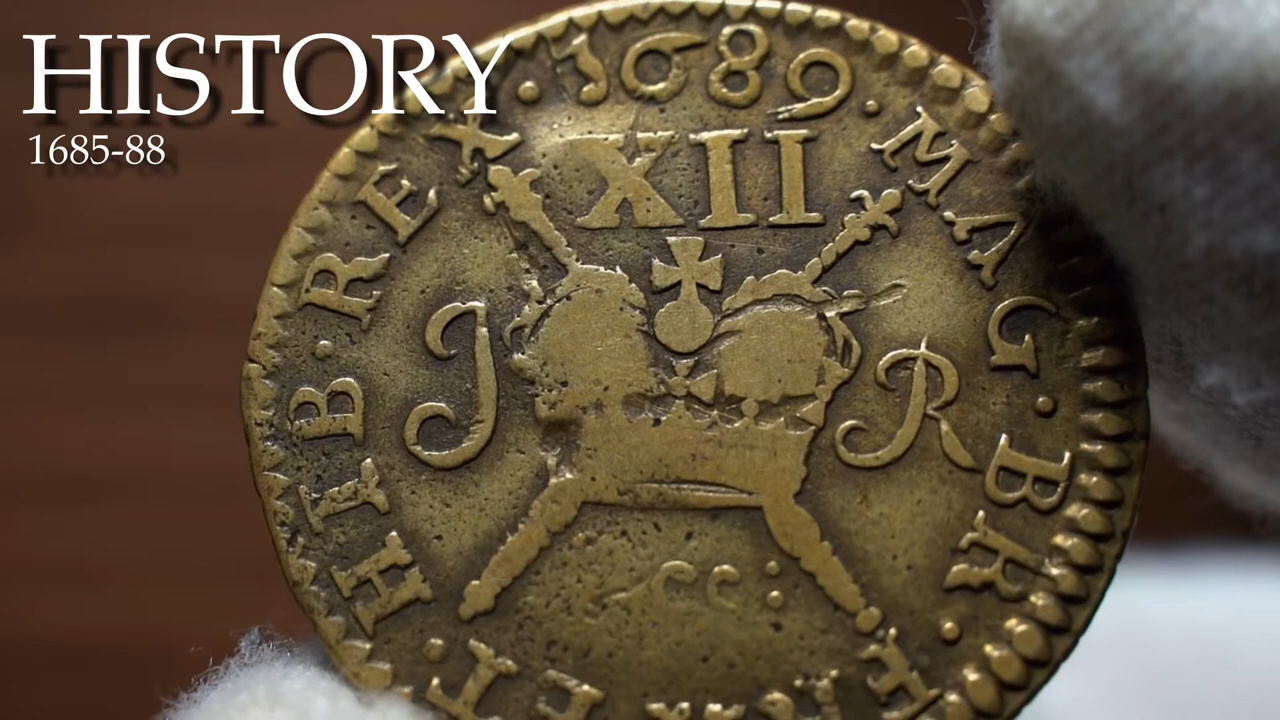 HISTORY
1685-88
· 1689 ·
XII
MAG · BR ·
HIB · REX
J R